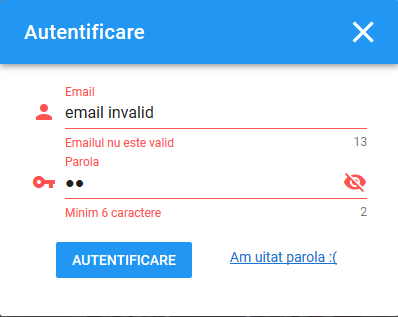 Autentificare
Email
email invalid
Emailul nu este valid 13
Parola
●●
Minim 6 caractere 2
AUTENTIFICARE Am uitat parola :(